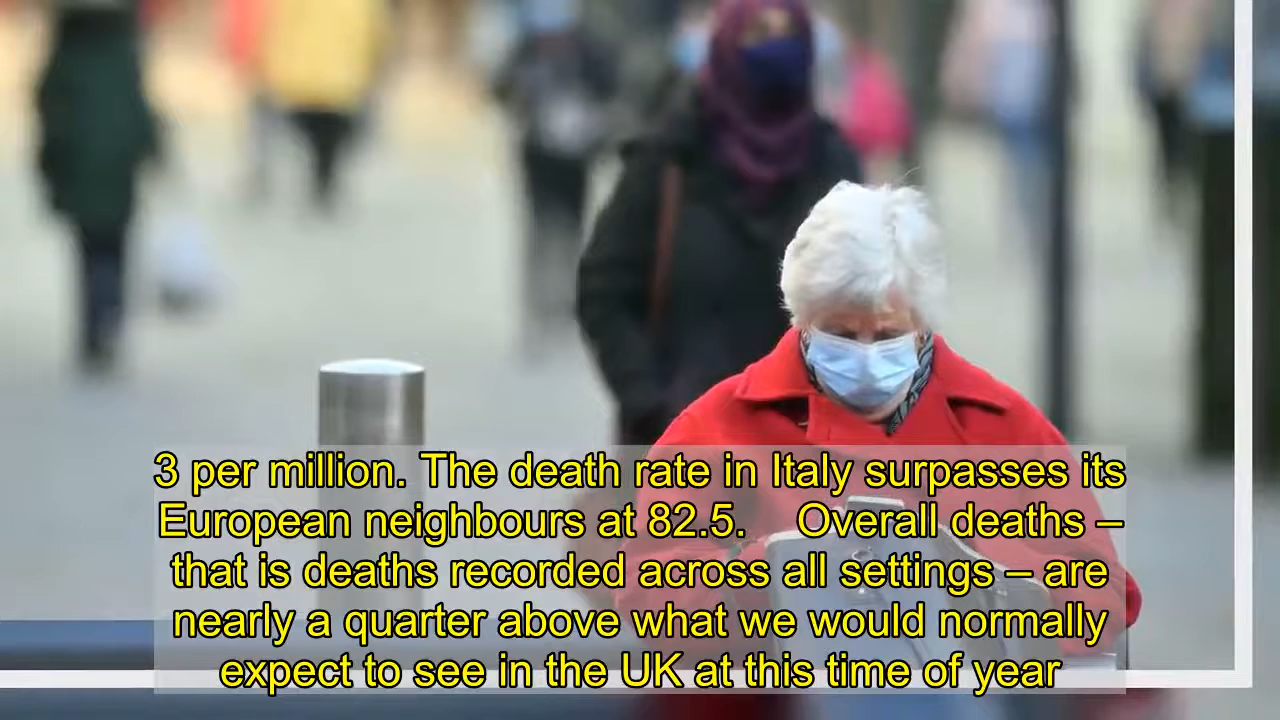 3 per million. The death rate in Italy surpasses its
European neighbours at 82.5.    Overall deaths –
that is deaths recorded across all settings – are
nearly a quarter above what we would normally
expect to see in the UK at this time of year